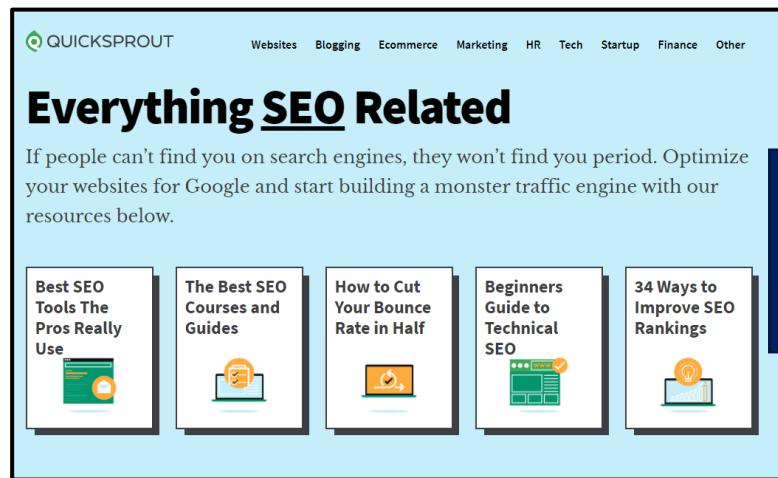 QUICKSPROUT
Websites Blogging Ecommerce Marketing HR Tech Startup Finance Other
Everything SEO Related
If people can't find you on search engines, they won't find you period. Optimize
your websites for Google and start building a monster traffic engine with our
resources below.
Best SEO
Tools The
Pros Really
Use
The Best SEO
Courses and
Guides
How to Cut
Your Bounce
Rate in Half
Beginners
Guide to
Technical
SEO
WWW
34 Ways to
Improve SEO
Rankings